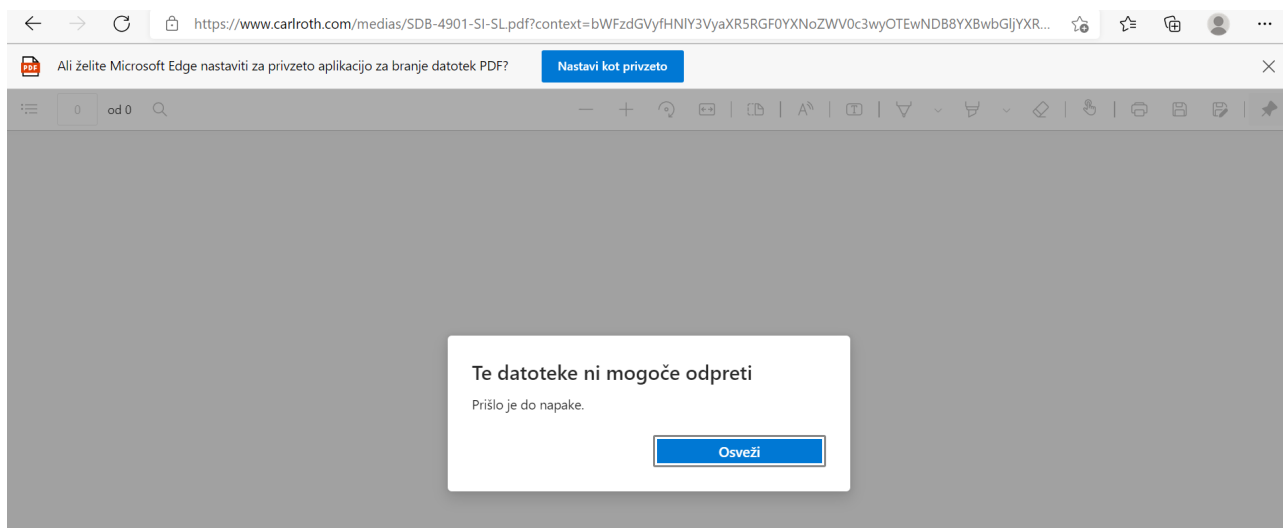 https://www.carlroth.com/medias/SDB-4901-SI-SL.pdf?context=bWFzdGVyfHNlY3VyaXR5RGF0YXNoZWV0c3wyOTEwNDB8YXBwbGljYXR...
PDF Ali želite Microsoft Edge nastaviti za privzeto aplikacijo za branje datotek PDF? Nastavi kot privzeto
0 od 0
Te datoteke ni mogoče odpreti
Prišlo je do napake.
Osveži